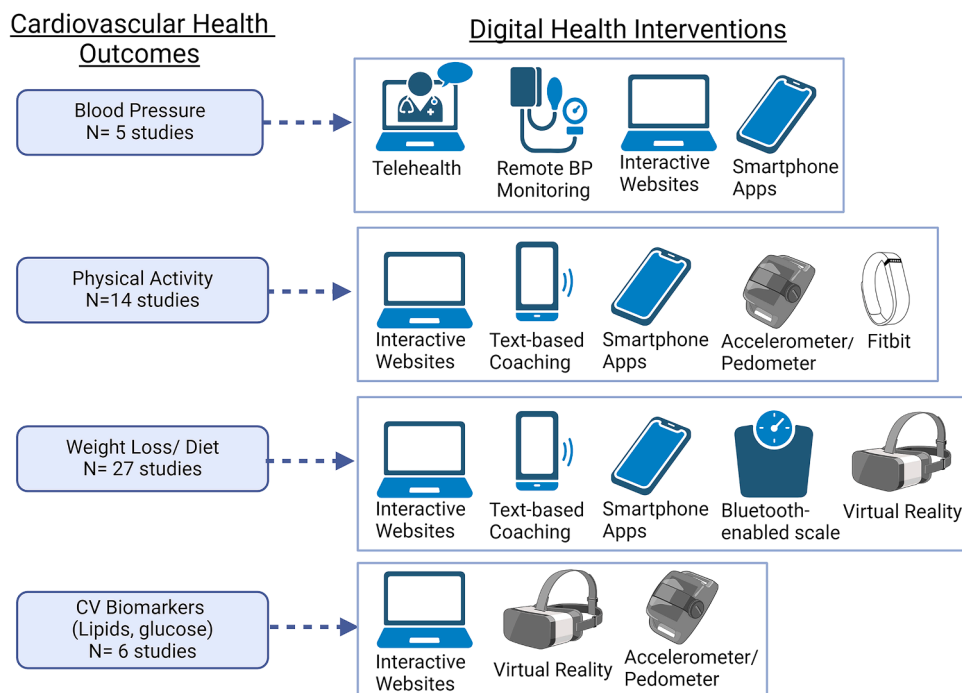 Cardiovascular Health
Outcomes
Digital Health Interventions
Blood Pressure
N= 5 studies
Telehealth
Remote BP
Monitoring
Interactive
Websites
Smartphone
Apps
Physical Activity
N=14 studies
Interactive
Websites
Text-based
Coaching
Smartphone
Apps
Accelerometer/
Pedometer
Fitbit
Weight Loss/ Diet
N= 27 studies
Interactive
Websites
Text-based
Coaching
Smartphone
Apps
Bluetooth-
enabled scale
Virtual Reality
CV Biomarkers
(Lipids, glucose)
N= 6 studies
Interactive
Websites
Virtual Reality
Accelerometer/
Pedometer